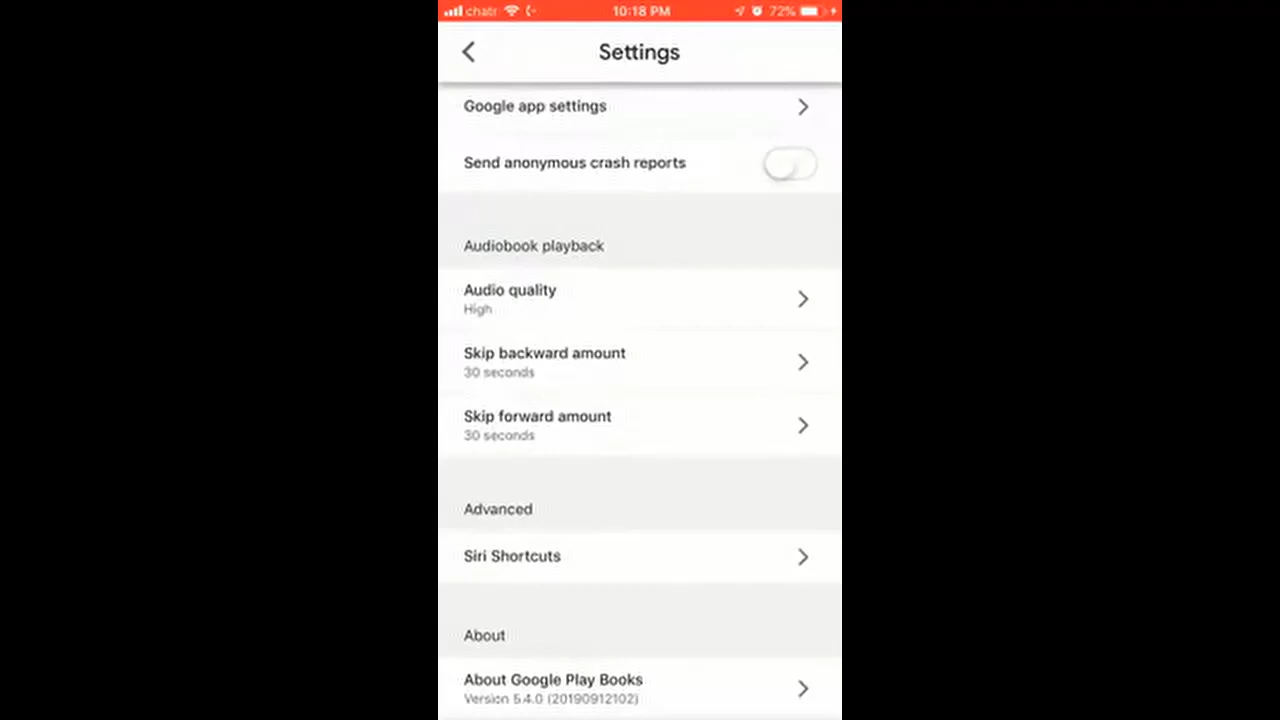 chatr 10:18 PM 72%
Settings
Google app settings
Send anonymous crash reports
Audiobook playback
Audio quality
High
Skip backward amount
30 seconds
Skip forward amount
30 seconds
Advanced
Siri Shortcuts
About
About Google Play Books
Version 5.4.0 (20190912102)